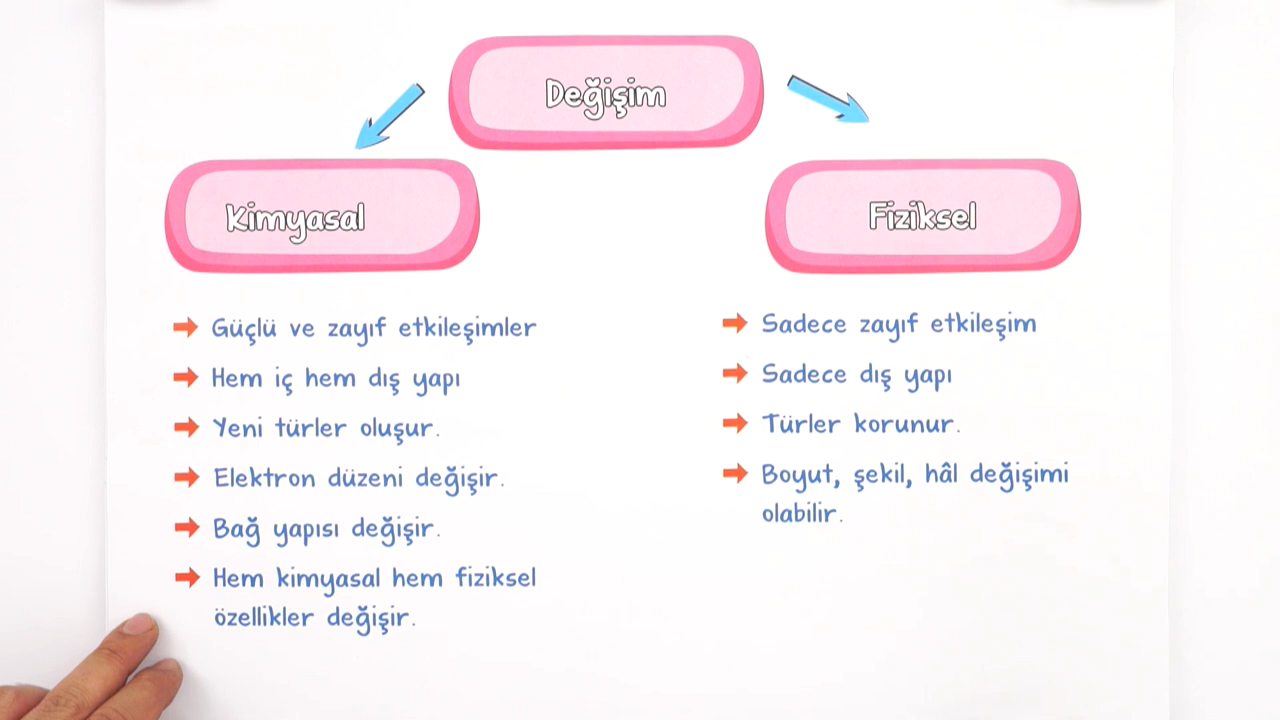 Değişim
Kimyasal
Güçlü ve zayıf etkileşimler
Hem iç hem dış yapı
Yeni türler oluşur.
Elektron düzeni değişir.
Bağ yapısı değişir.
Hem kimyasal hem fiziksel
özellikler değişir.
Fiziksel
Sadece zayıf etkileşim
Sadece dış yapı
Türler korunur.
Boyut, şekil, hâl değişimi
olabilir.